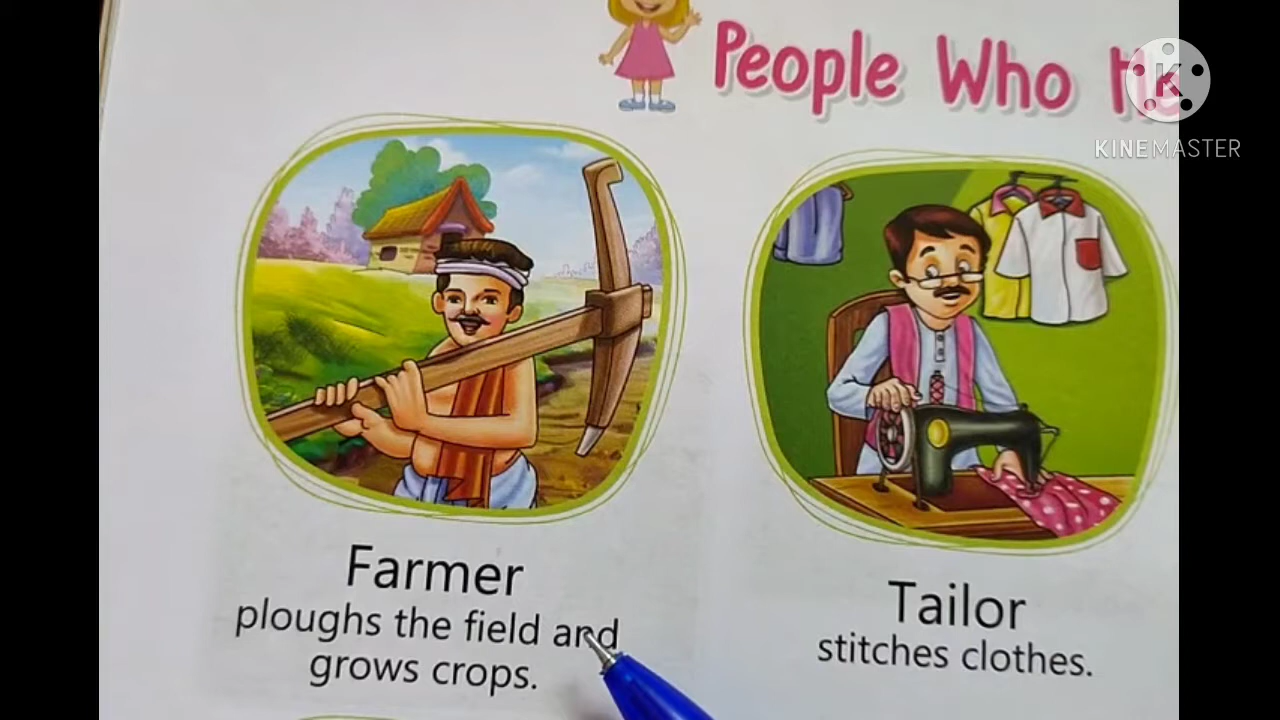 People Who
KINEMASTER
Farmer
ploughs the field and
grows crops.
Tailor
stitches clothes.